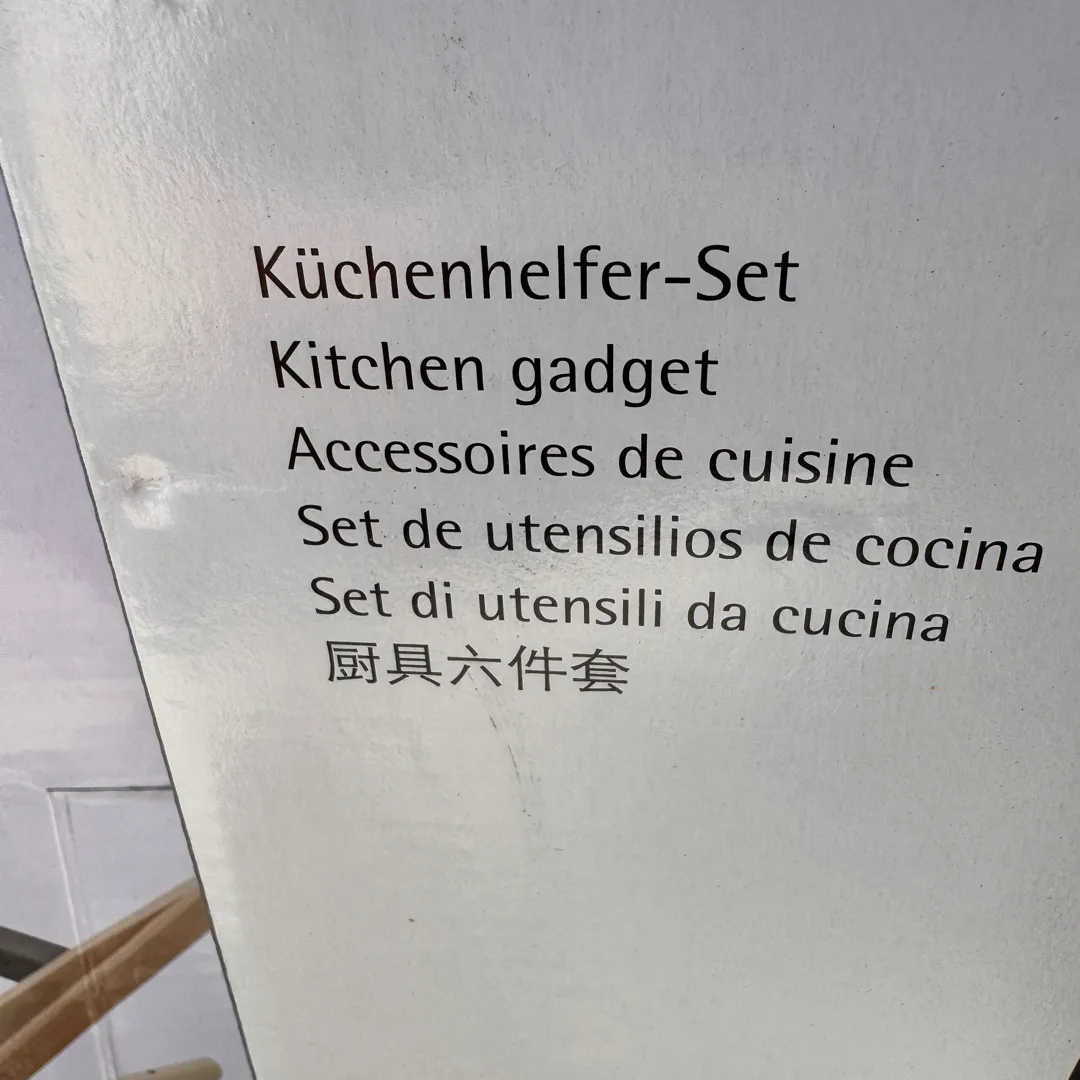 Küchenhelfer-Set
Kitchen gadget
Accessoires de cuisine
Set de utensilios de cocina
Set di utensili da cucina
厨具六件套